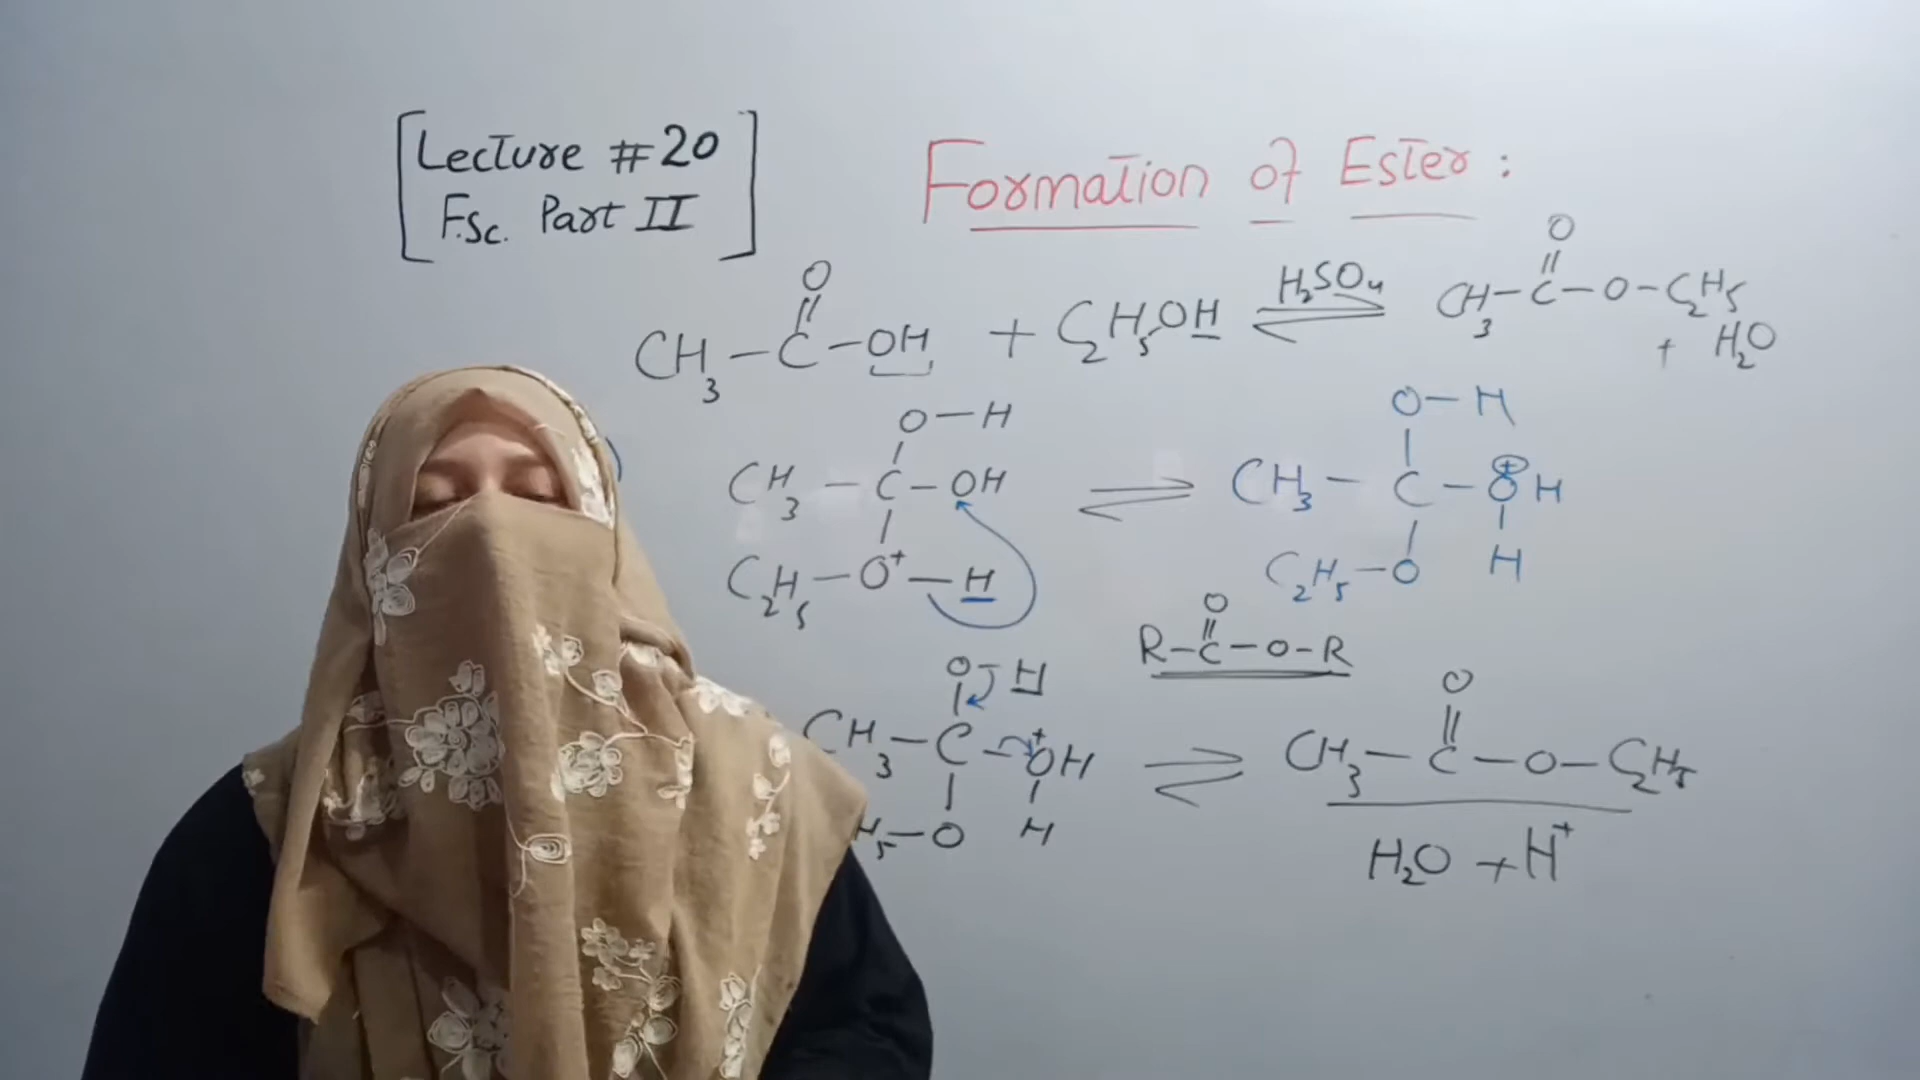 [Lecture #20
F.Sc. Part II]
Formation of Ester :
O
CH3 – C – OH + C2H5OH ⇌ H2SO4
O
CH3 – C – O – C2H5
+ H2O
O – H
CH3 – C – OH ⇌
C2H5 – O+ – H
O – H
CH3 – C – O⊕H
C2H5 – O H
O
R – C – O – R
O H
CH3 – C – O+H ⇌
H5 – O H
O
CH3 – C – O – C2H5
H2O + H+